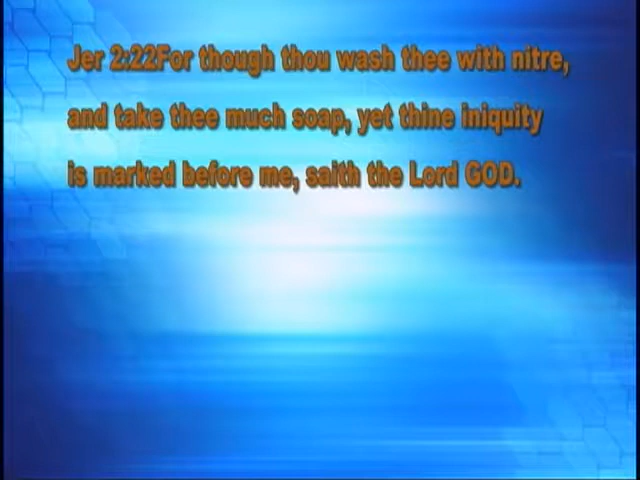 Jer 2:22For though thou wash thee with nitre,
and take thee much soap, yet thine iniquity
is marked before me, saith the Lord GOD.